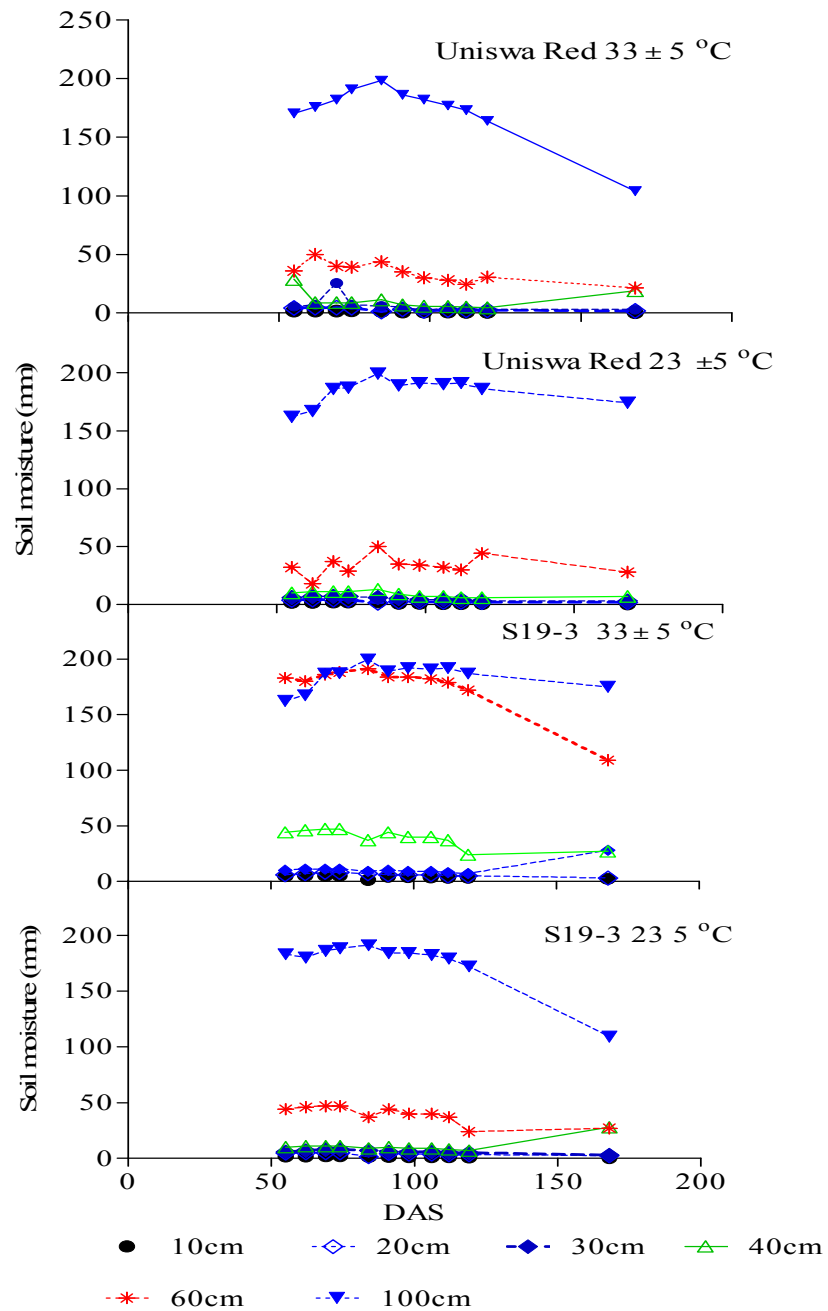 250
Uniswa Red 33 ± 5 °C
200
150
100
50
0
Uniswa Red 23 ±5 °C
200
150
100
50
0
Soil moisture (mm)
S19-3 33 ± 5 °C
200
150
100
50
0
S19-3 23 5 °C
200
150
100
50
0
Soil moisture (mm)
0 50 100 150 200
DAS
10cm 20cm 30cm 40cm
60cm 100cm